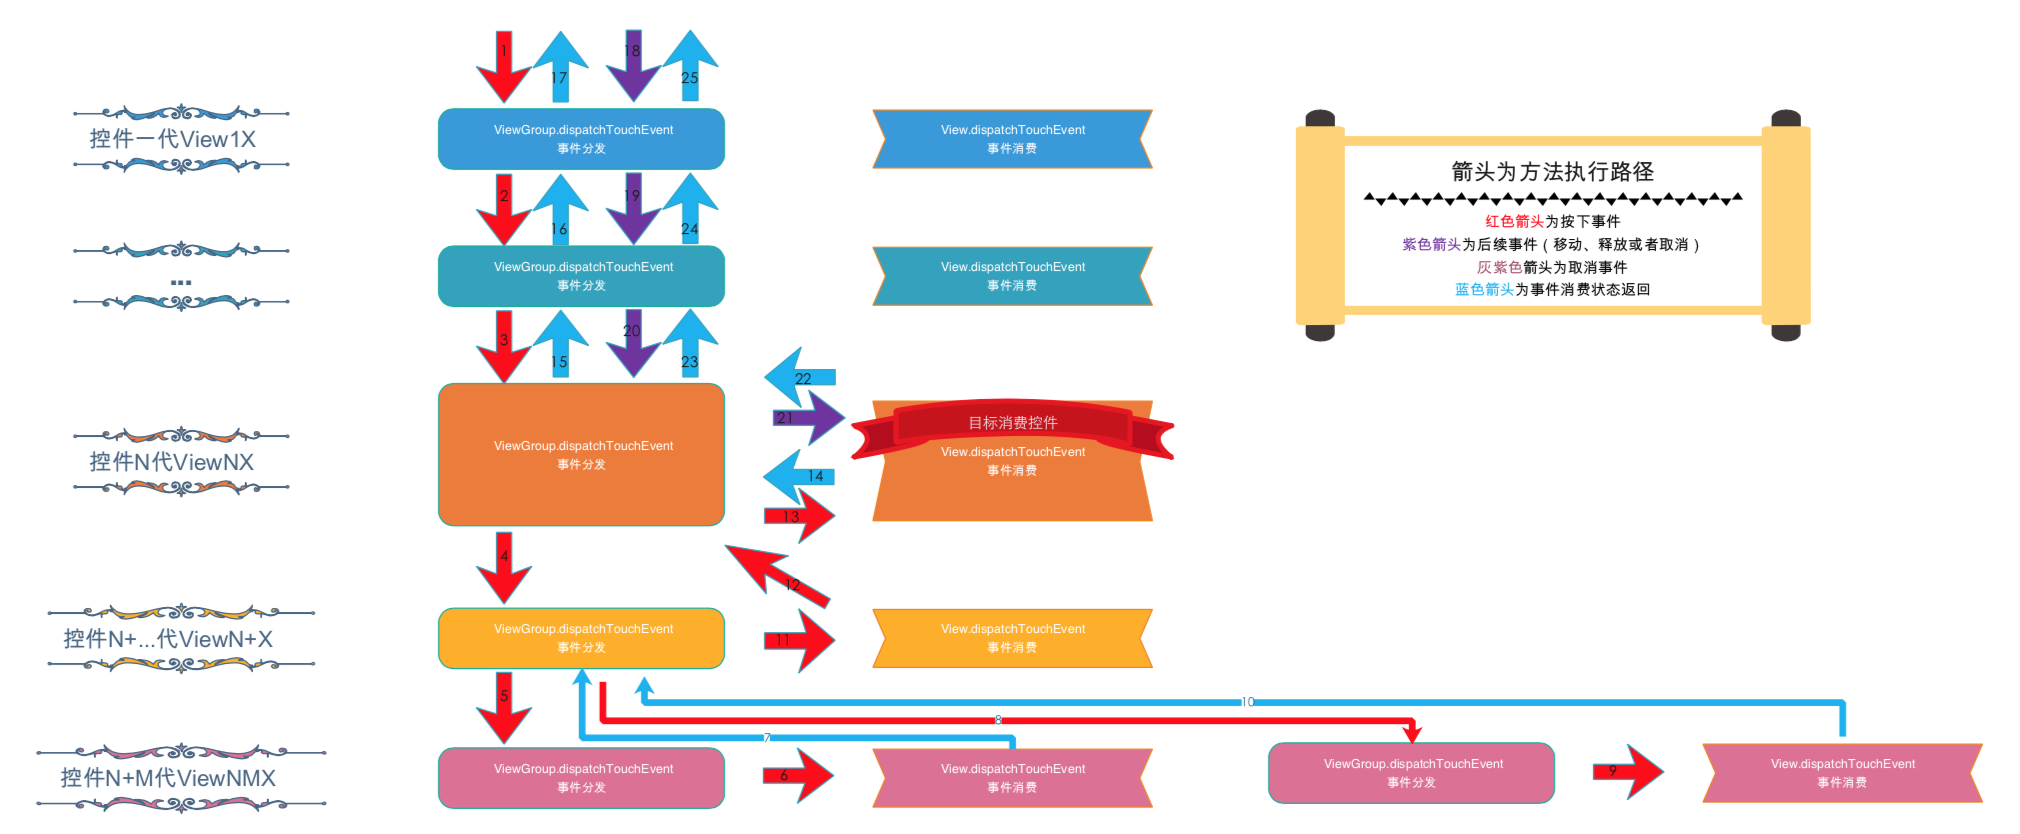 1
17
18
25
控件一代View1X
ViewGroup.dispatchTouchEvent
事件分发
View.dispatchTouchEvent
事件消费
箭头为方法执行路径
红色箭头为按下事件
紫色箭头为后续事件（移动、释放或者取消）
灰紫色箭头为取消事件
蓝色箭头为事件消费状态返回
2
16
19
24
...
ViewGroup.dispatchTouchEvent
事件分发
View.dispatchTouchEvent
事件消费
3
15
20
23
22
21
14
13
控件N代ViewNX
ViewGroup.dispatchTouchEvent
事件分发
目标消费控件
View.dispatchTouchEvent
事件消费
4
12
控件N+...代ViewN+X
ViewGroup.dispatchTouchEvent
事件分发
11
View.dispatchTouchEvent
事件消费
5
10
8
7
控件N+M代ViewNMX
ViewGroup.dispatchTouchEvent
事件分发
6
View.dispatchTouchEvent
事件消费
ViewGroup.dispatchTouchEvent
事件分发
9
View.dispatchTouchEvent
事件消费